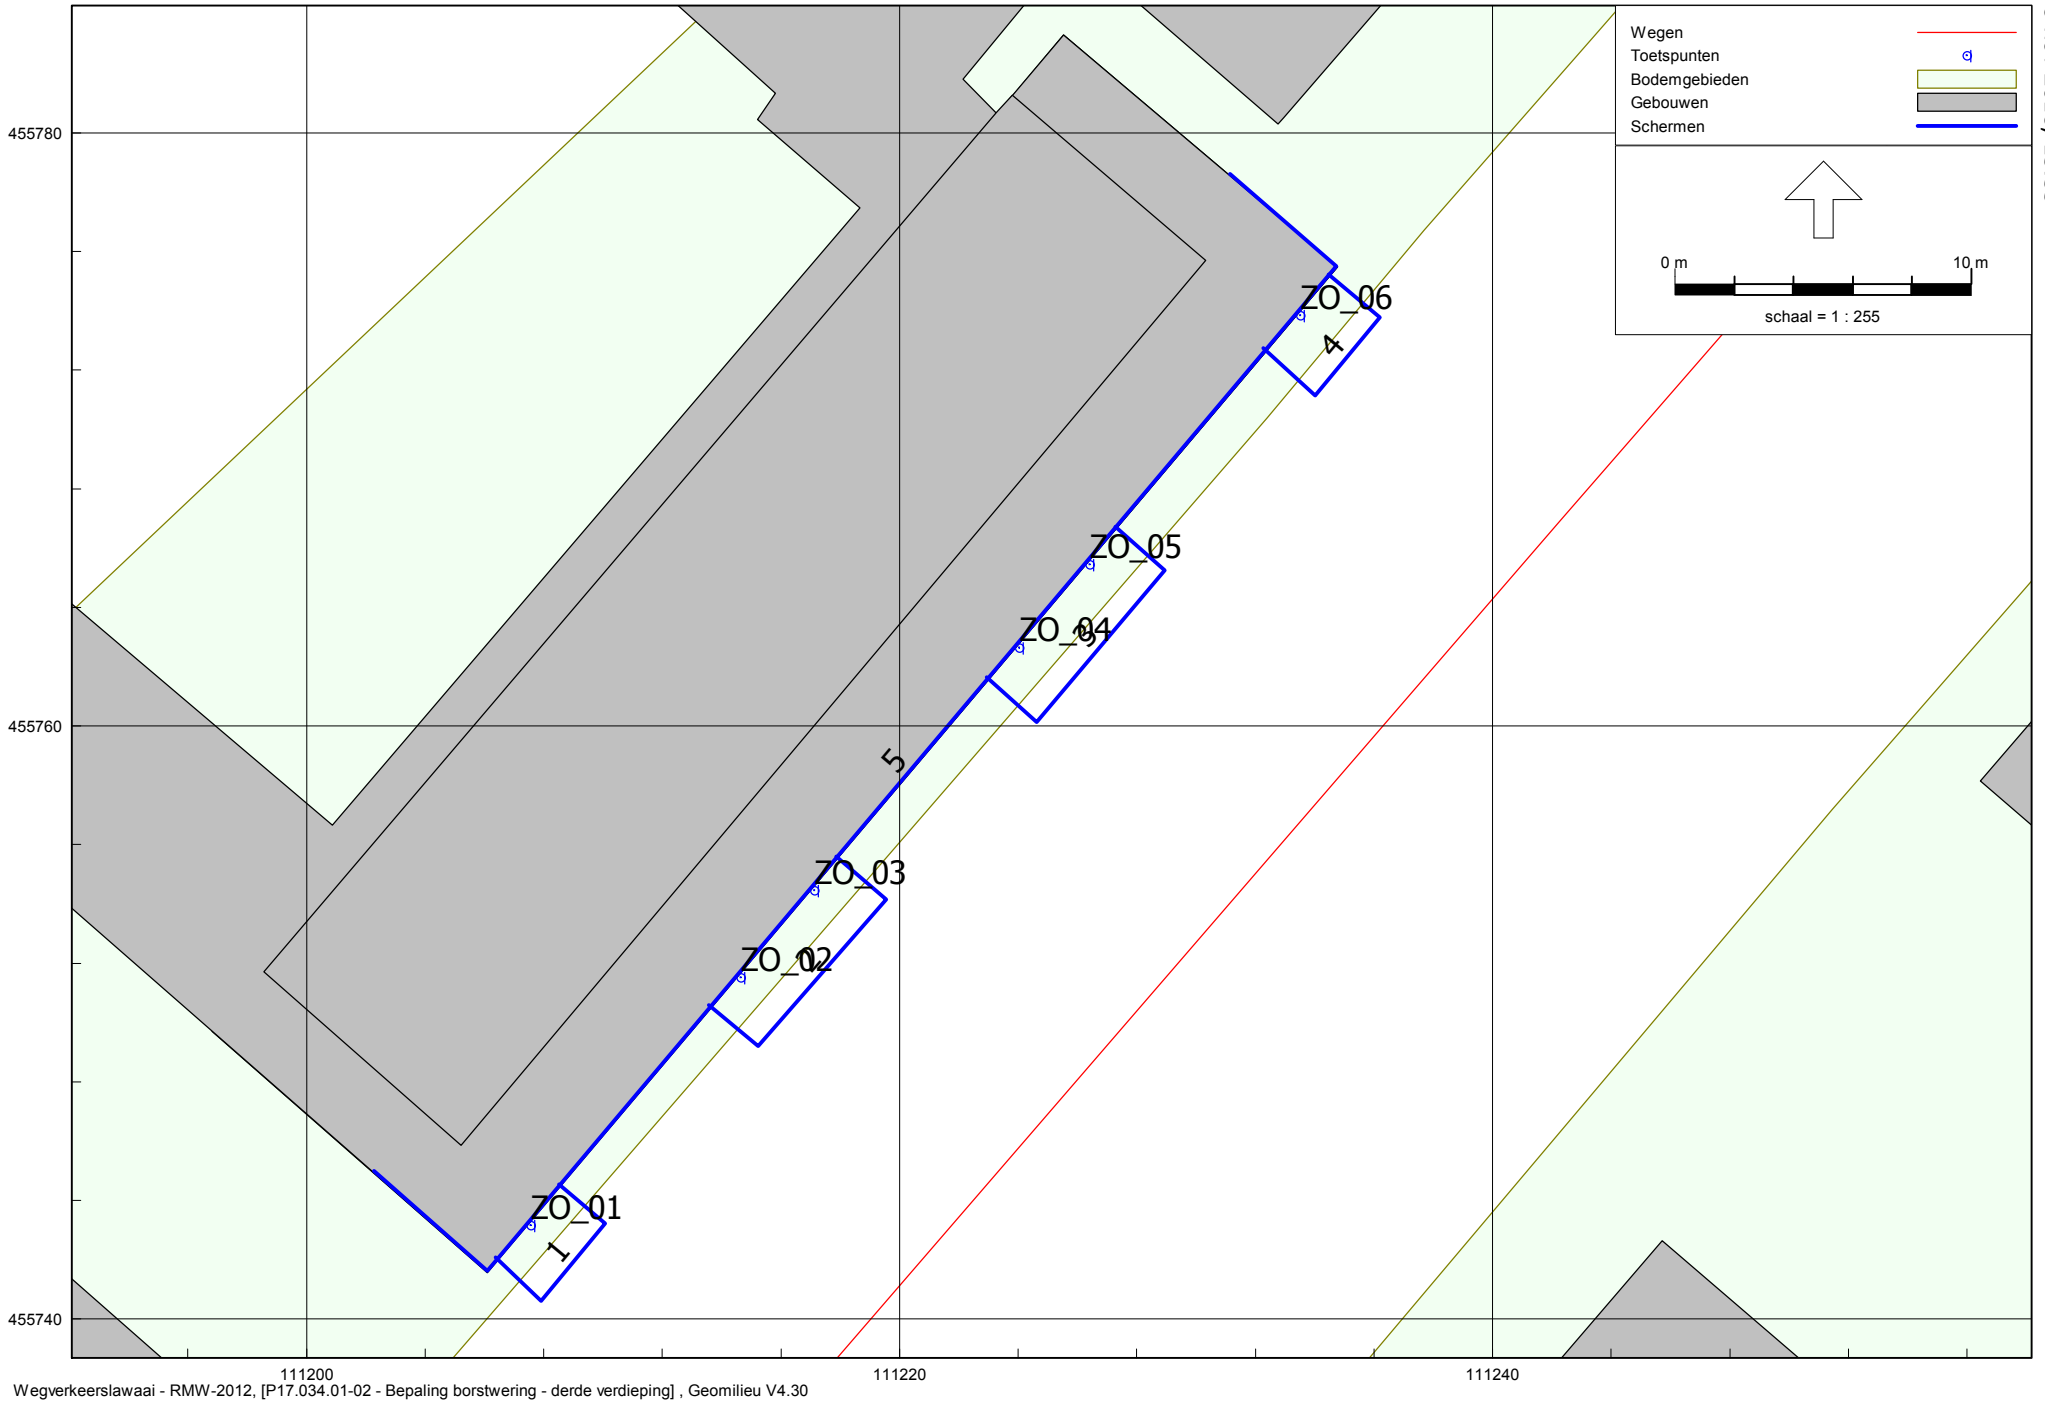 Wegen
Toetspunten
Bodemgebieden
Gebouwen
Schermen
0 m 10 m
schaal = 1 : 255
455780
455760
455740
ZO_06
4
ZO_05
ZO_04
3
5
ZO_03
ZO_02
2
ZO_01
1
111200 111220 111240
Wegverkeerslawaai - RMW-2012, [P17.034.01-02 - Bepaling borstwering - derde verdieping] , Geomilieu V4.30